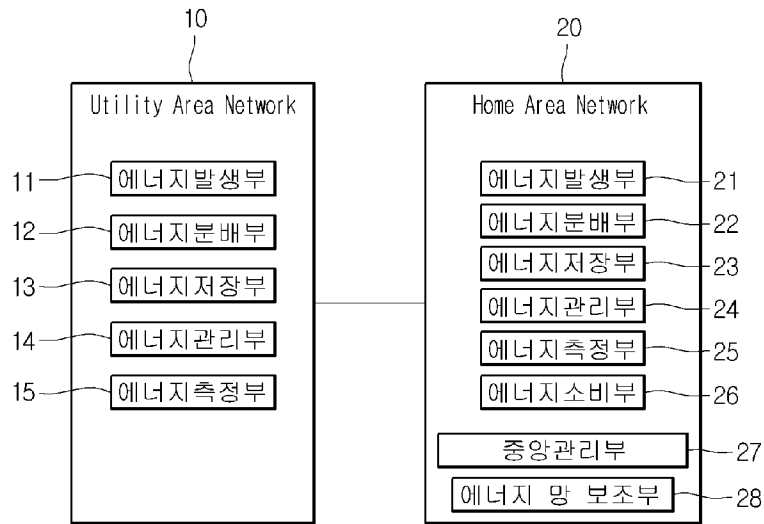 10
Utility Area Network
11
에너지발생부
12
에너지분배부
13
에너지저장부
14
에너지관리부
15
에너지측정부
20
Home Area Network
에너지발생부
21
에너지분배부
22
에너지저장부
23
에너지관리부
24
에너지측정부
25
에너지소비부
26
중앙관리부
27
에너지 망 보조부
28